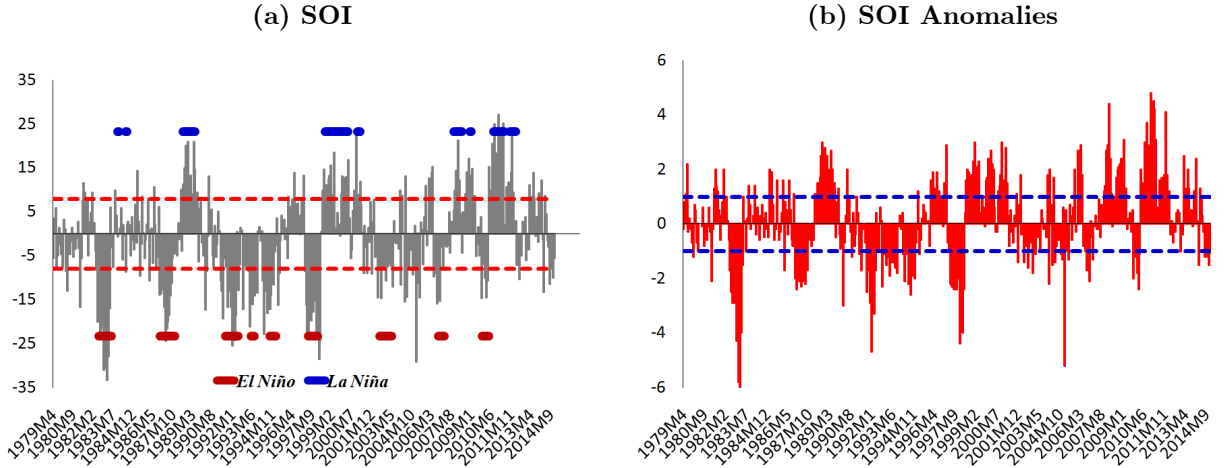 (a) SOI
35
25
15
5
-5
-15
-25
-35
El Niño
La Niña
1979M4
1980M9
1982M2
1983M7
1984M12
1986M5
1987M10
1989M3
1990M8
1992M1
1993M6
1994M11
1996M4
1997M9
1999M2
2000M7
2001M12
2003M5
2004M10
2006M3
2007M8
2009M1
2010M6
2011M11
2013M4
2014M9
(b) SOI Anomalies
6
4
2
0
-2
-4
-6
1979M4
1980M9
1982M2
1983M7
1984M12
1986M5
1987M10
1989M3
1990M8
1992M1
1993M6
1994M11
1996M4
1997M9
1999M2
2000M7
2001M12
2003M5
2004M10
2006M3
2007M8
2009M1
2010M6
2011M11
2013M4
2014M9